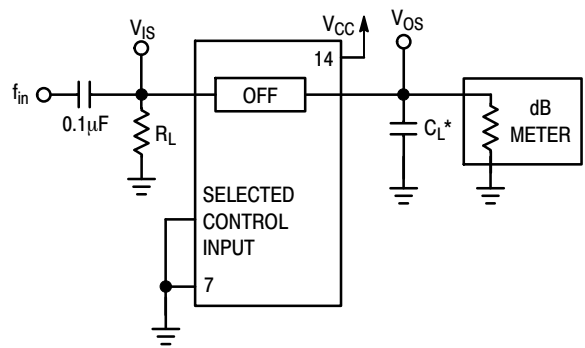 V_IS
V_CC
14
V_OS
f_in
0.1μF
R_L
OFF
C_L*
dB
METER
SELECTED
CONTROL
INPUT
7